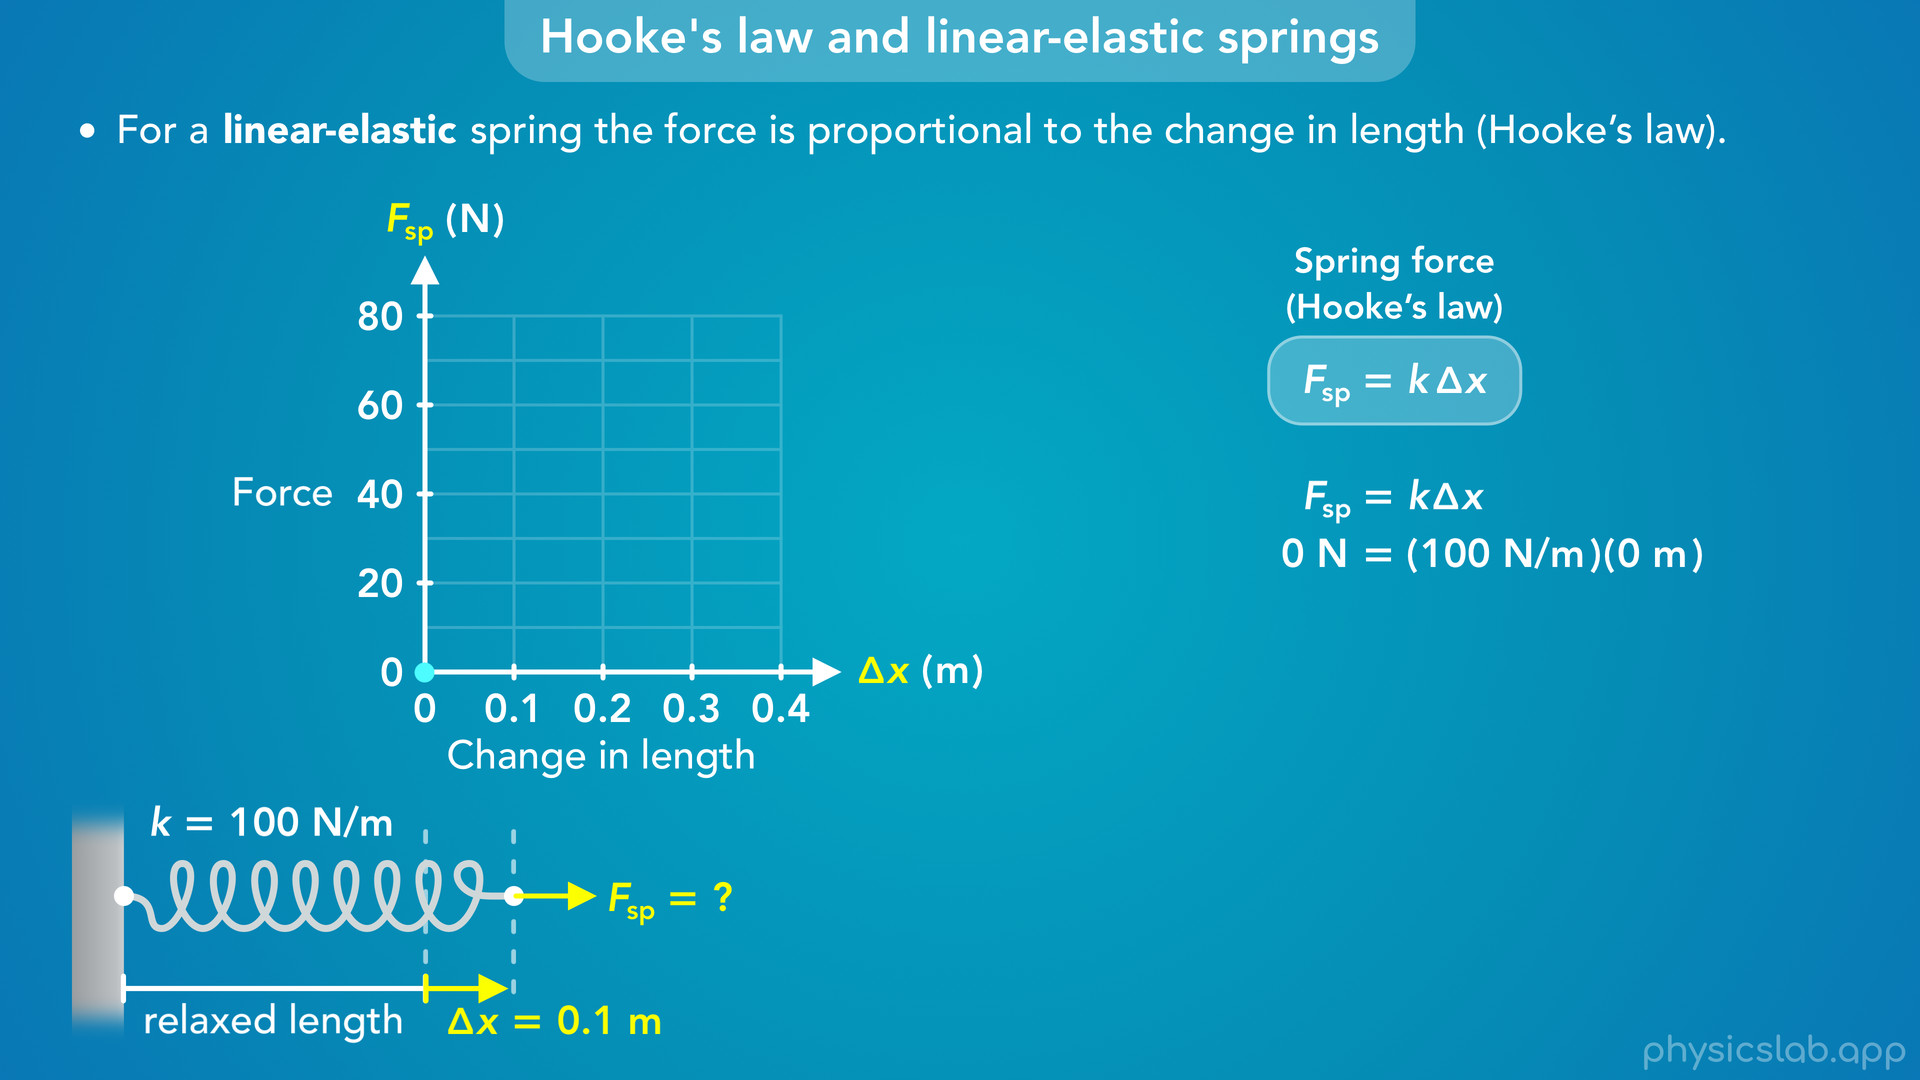 Hooke's law and linear-elastic springs
• For a linear-elastic spring the force is proportional to the change in length (Hooke’s law).
Fsp (N)
80
60
Force 40
20
0
0 0.1 0.2 0.3 0.4
Δx (m)
Change in length
Spring force
(Hooke’s law)
Fsp = k Δx
Fsp = kΔx
0 N = (100 N/m)(0 m)
k = 100 N/m
Fsp = ?
relaxed length
Δx = 0.1 m
physicslab.app